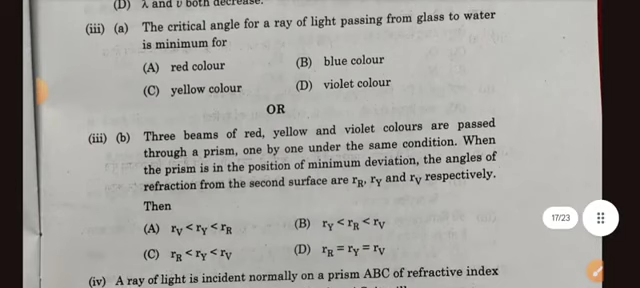 (D) λ and υ both decrease.
(iii) (a) The critical angle for a ray of light passing from glass to water
is minimum for
(A) red colour (B) blue colour
(C) yellow colour (D) violet colour
OR
(iii) (b) Three beams of red, yellow and violet colours are passed
through a prism, one by one under the same condition. When
the prism is in the position of minimum deviation, the angles of
refraction from the second surface are r_R, r_Y and r_V respectively.
Then
(A) r_V < r_Y < r_R (B) r_Y < r_R < r_V
(C) r_R < r_Y < r_V (D) r_R = r_Y = r_V
17/23
(iv) A ray of light is incident normally on a prism ABC of refractive index